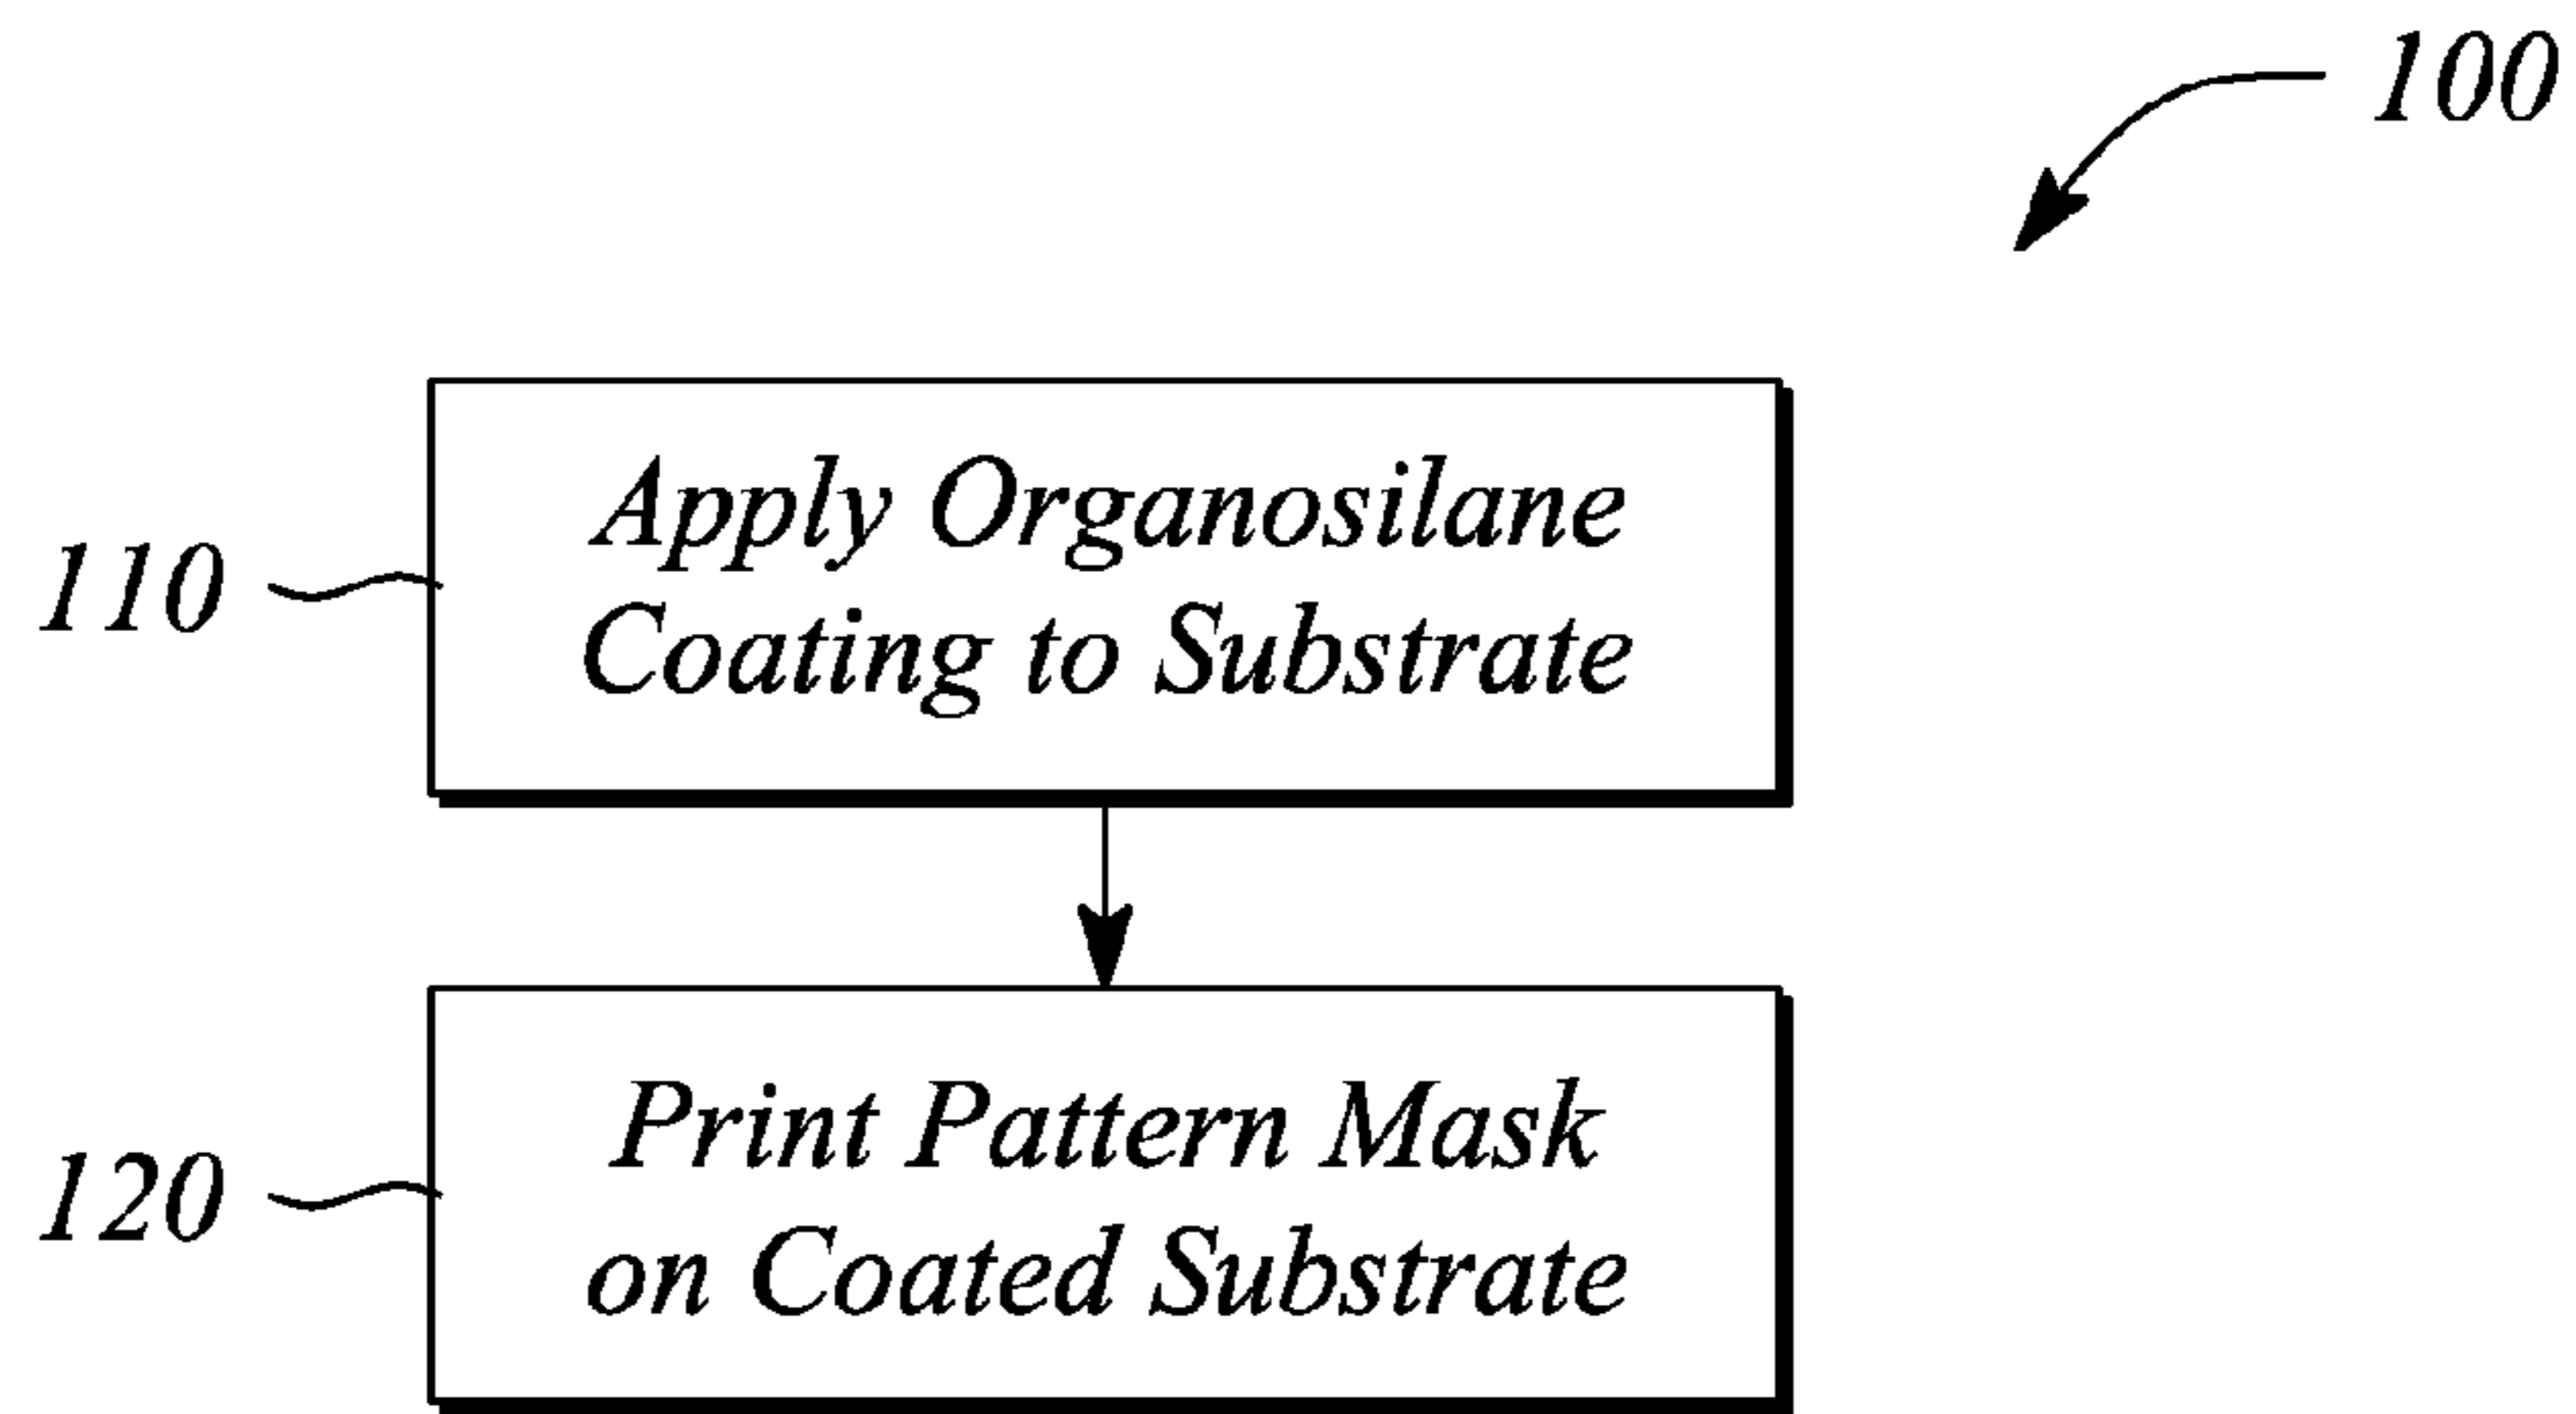 100
110
Apply Organosilane
Coating to Substrate
120
Print Pattern Mask
on Coated Substrate